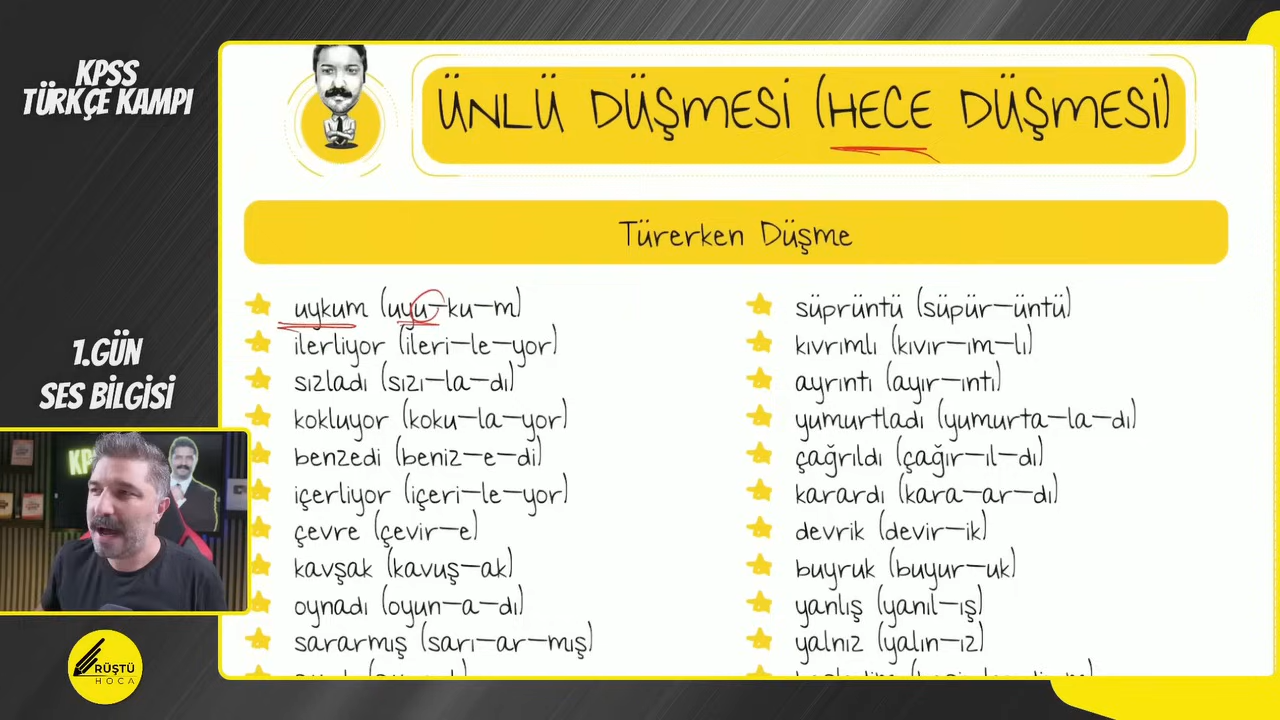 KPSS
TÜRKÇE KAMPI
1.GÜN
SES BİLGİSİ
RÜŞTÜ
HOCA
ÜNLÜ DÜŞMESİ (HECE DÜŞMESİ)
Türerken Düşme
uykum (uyu-ku-m)
ilerliyor (ileri-le-yor)
sızladı (sızı-la-dı)
kokluyor (koku-la-yor)
benzedi (beniz-e-di)
içerliyor (içeri-le-yor)
çevre (çevir-e)
kavşak (kavuş-ak)
oynadı (oyun-a-dı)
sararmış (sarı-ar-mış)
süprüntü (süpür-üntü)
kıvrımlı (kıvır-ım-lı)
ayrıntı (ayır-ıntı)
yumurtladı (yumurta-la-dı)
çağrıldı (çağır-ıl-dı)
karardı (kara-ar-dı)
devrik (devir-ik)
buyruk (buyur-uk)
yanlış (yanıl-ış)
yalnız (yalın-ız)